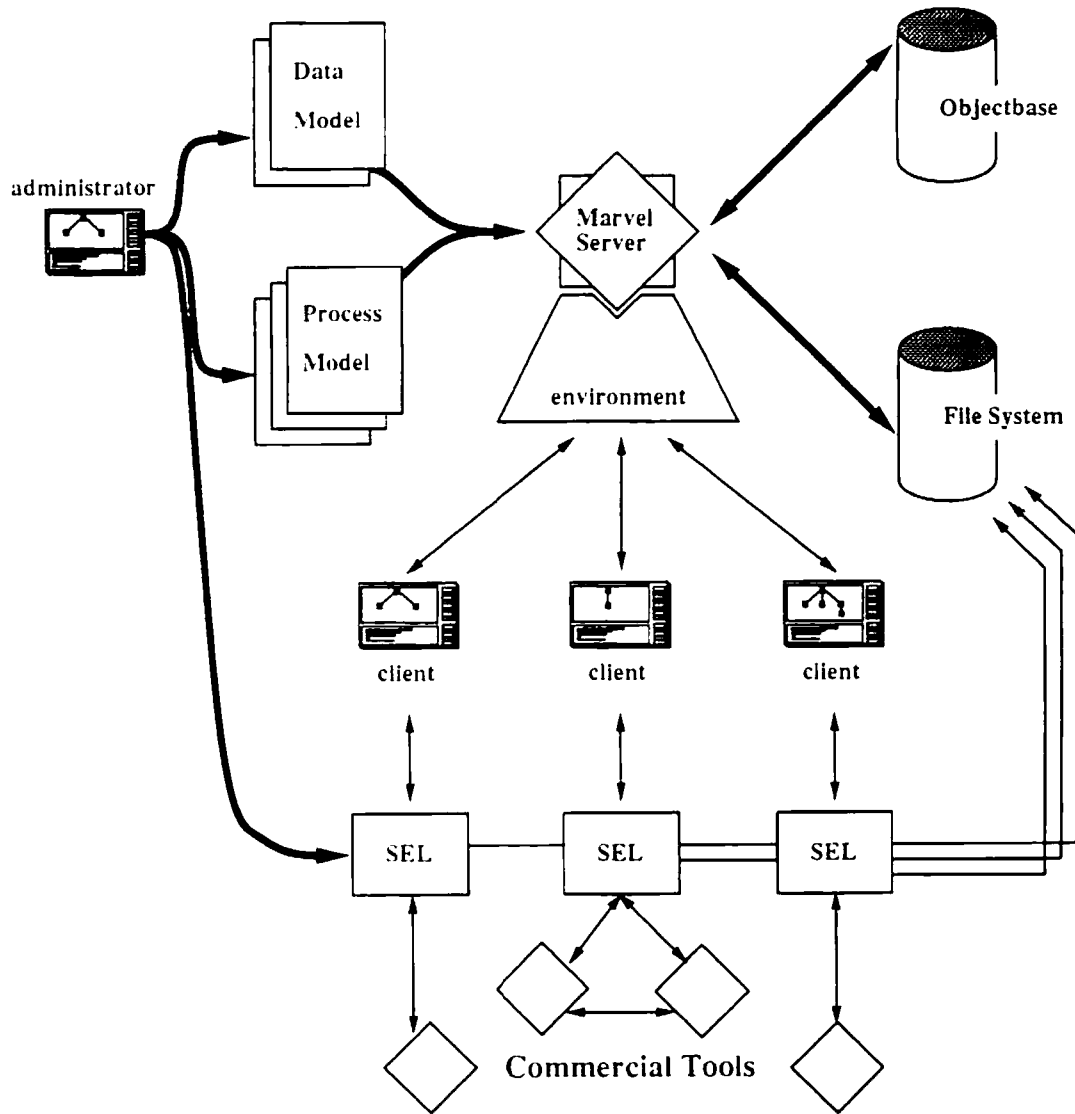 Data
Model
Objectbase
administrator
Marvel
Server
Process
Model
environment
File System
client
client
client
SEL
SEL
SEL
Commercial Tools